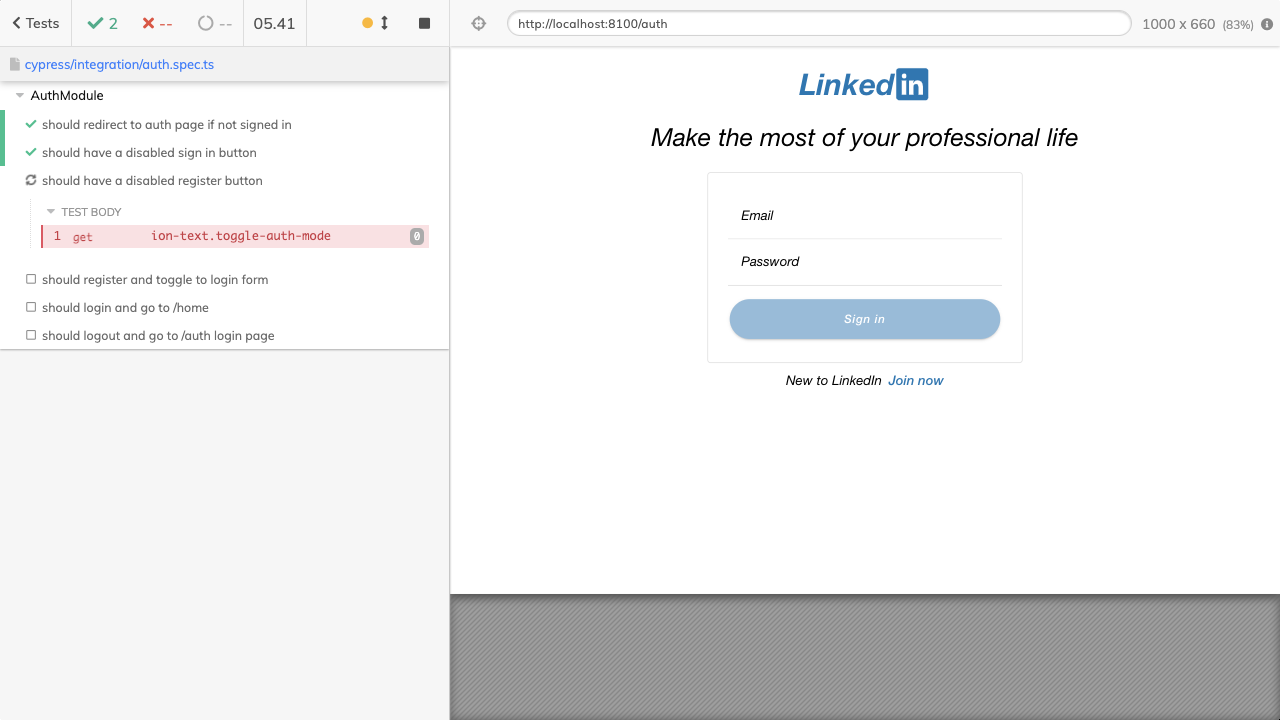 Tests 2 -- -- 05.41
cypress/integration/auth.spec.ts
AuthModule
should redirect to auth page if not signed in
should have a disabled sign in button
should have a disabled register button
TEST BODY
1 get ion-text.toggle-auth-mode 0
should register and toggle to login form
should login and go to /home
should logout and go to /auth login page
http://localhost:8100/auth 1000 x 660 (83%)
Linkedin
Make the most of your professional life
Email
Password
Sign in
New to LinkedIn Join now